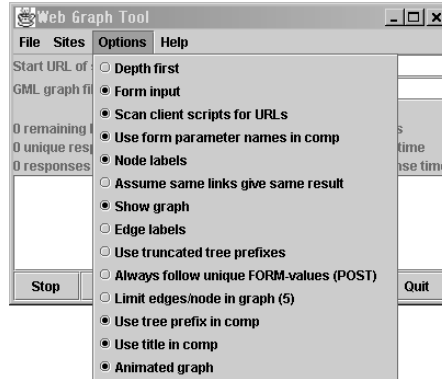 Web Graph Tool
File Sites Options Help
Start URL of
GML graph
0 remaining
0 unique time
0 responses time
Depth first
Form input
Scan client scripts for URLs
Use form parameter names in comp
Node labels
Assume same links give same result
Show graph
Edge labels
Use truncated tree prefixes
Always follow unique FORM-values (POST)
Limit edges/node in graph (5)
Use tree prefix in comp
Use title in comp
Animated graph
Stop Quit